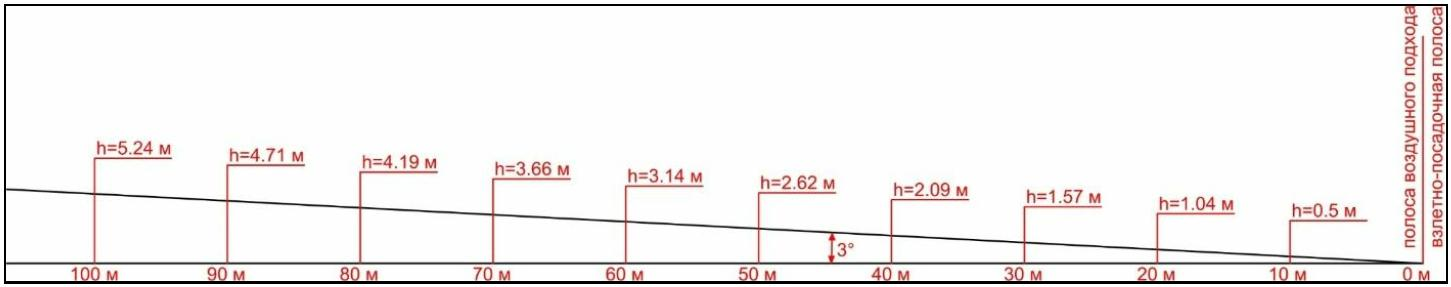 полоса воздушного подхода
взлетно-посадочная полоса
h=5.24 м
h=4.71 м
h=4.19 м
h=3.66 м
h=3.14 м
h=2.62 м
h=2.09 м
h=1.57 м
h=1.04 м
h=0.5 м
3°
100 м
90 м
80 м
70 м
60 м
50 м
40 м
30 м
20 м
10 м
0 м